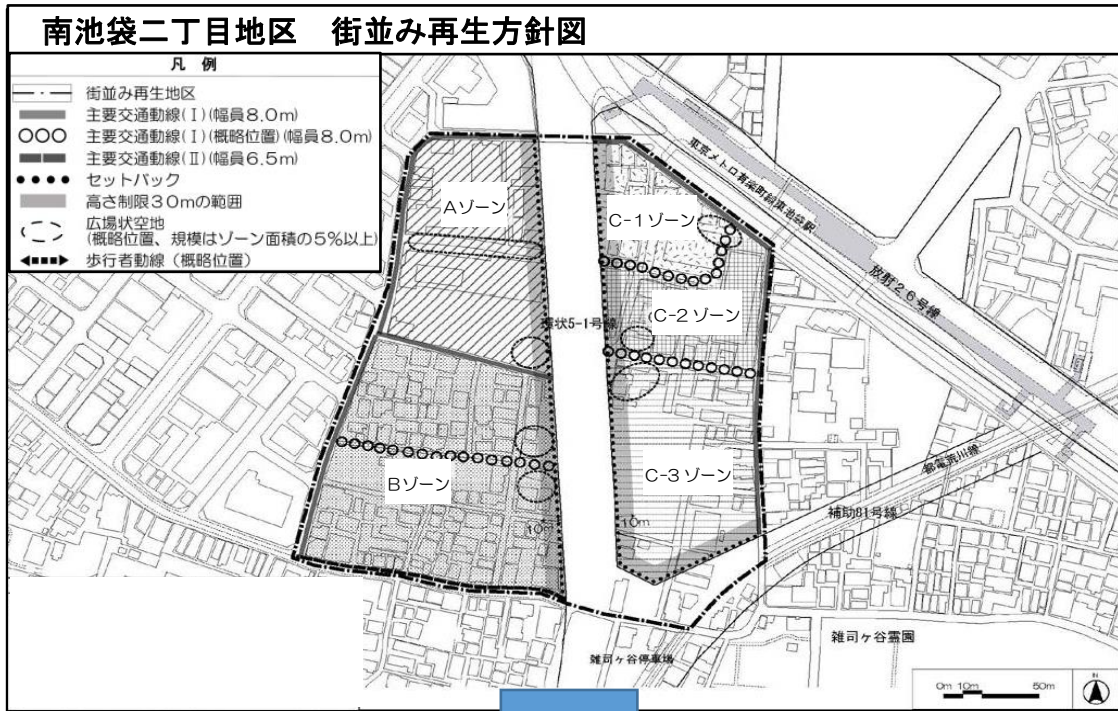 南池袋二丁目地区　街並み再生方針図
凡 例
街並み再生地区
主要交通動線(Ⅰ)(幅員8.0m)
主要交通動線(Ⅰ)(概略位置)(幅員8.0m)
主要交通動線(Ⅱ)(幅員6.5m)
セットバック
高さ制限30mの範囲
広場状空地
(概略位置、規模はゾーン面積の5%以上)
歩行者動線（概略位置）
Aゾーン
C-1ゾーン
東京メトロ有楽町線東池袋駅
放射26号線
環状5-1号線
C-2ゾーン
Bゾーン
C-3ゾーン
都電荒川線
補助81号線
10m
10m
雑司ヶ谷霊園
雑司ヶ谷停車場
0m 10m 50m
N